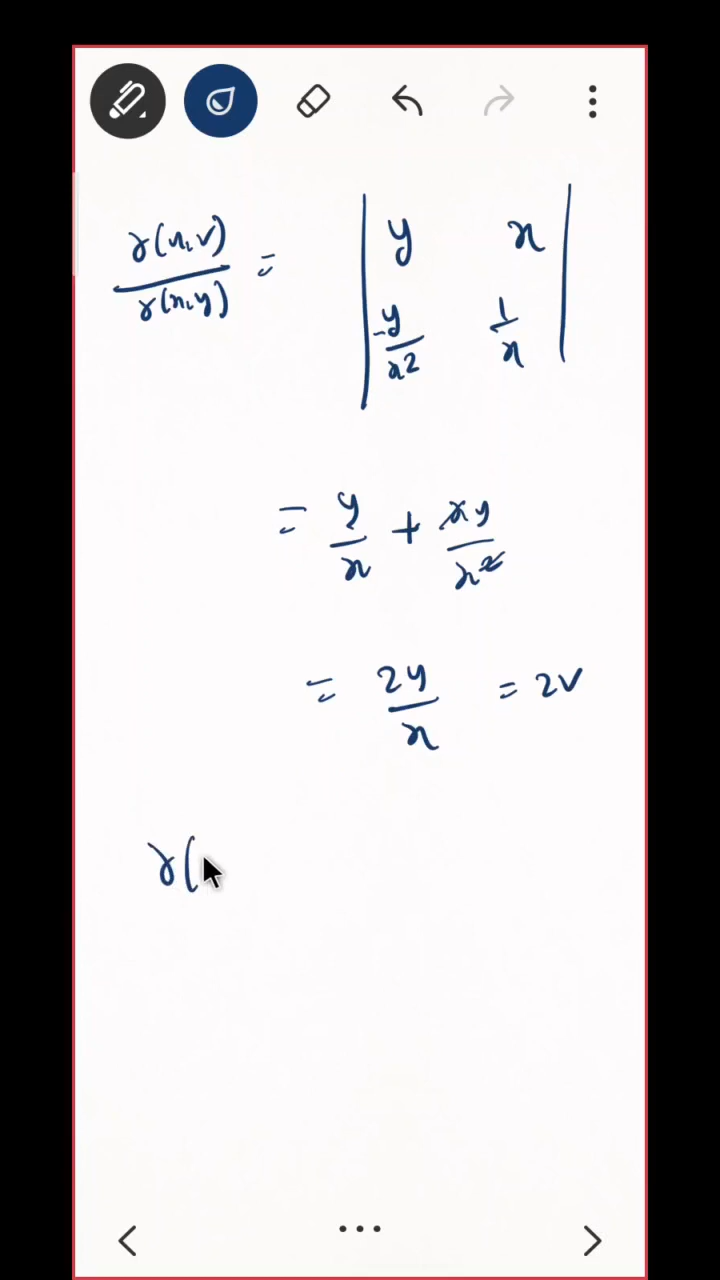 ∂(u,v)/∂(x,y) = | y x |
| -y/x² 1/x |
= y/x + xy/x²
= 2y/x = 2v
∂(